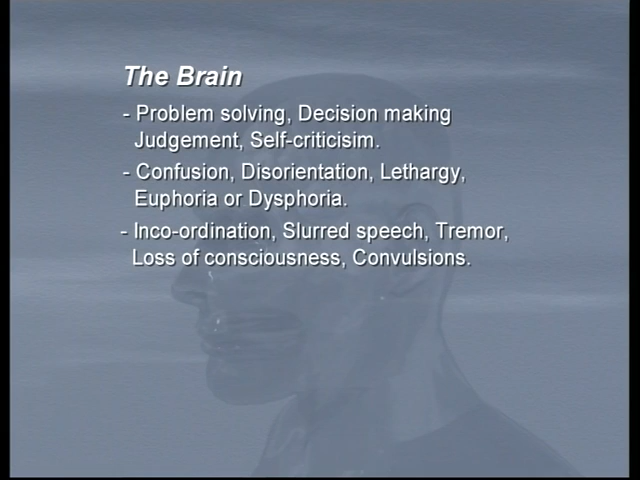 The Brain
- Problem solving, Decision making
Judgement, Self-criticisim.
- Confusion, Disorientation, Lethargy,
Euphoria or Dysphoria.
- Inco-ordination, Slurred speech, Tremor,
Loss of consciousness, Convulsions.